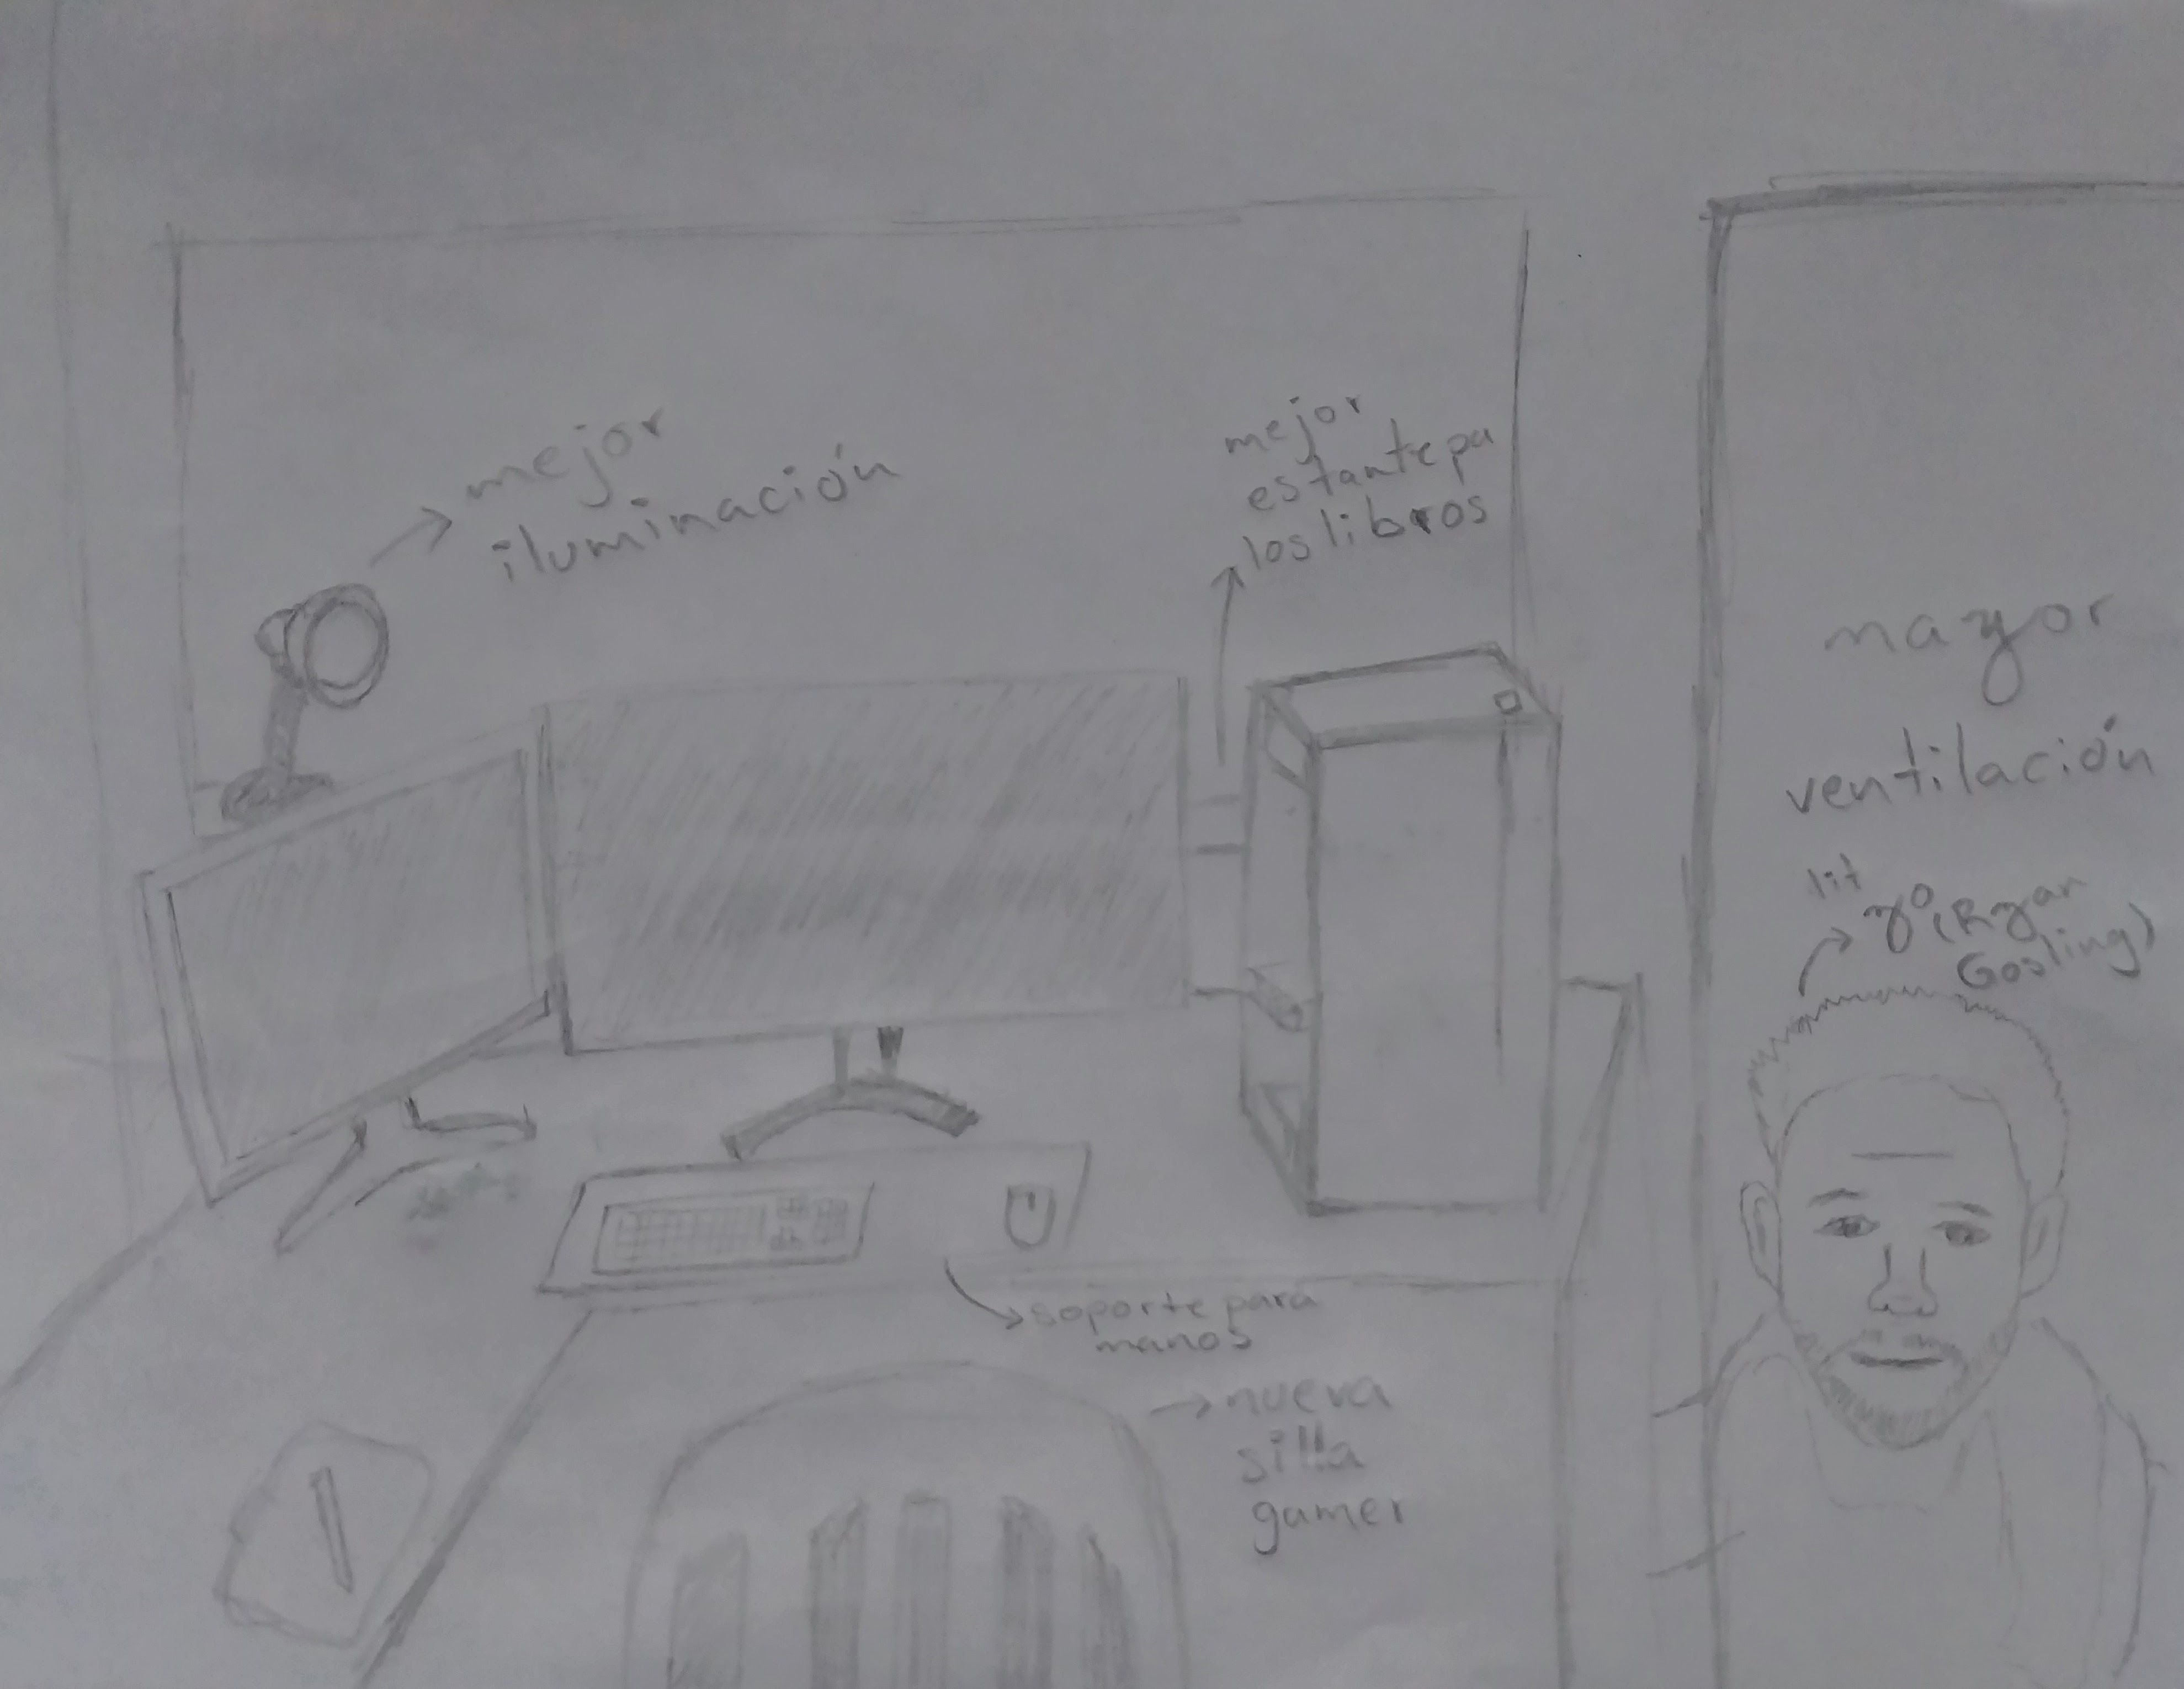 mejor
iluminación
mejor
estante pa
los libros
mayor
ventilación
lit
yo (Ryan
Gosling)
soporte para
manos
nueva
silla
gamer